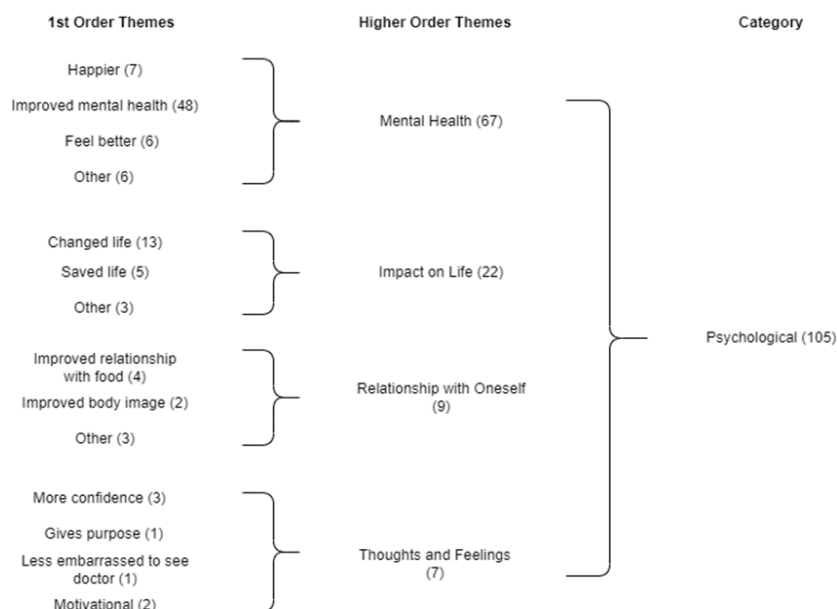 1st Order Themes
Higher Order Themes
Category
Happier (7)
Improved mental health (48)
Feel better (6)
Other (6)
Mental Health (67)
Changed life (13)
Saved life (5)
Other (3)
Impact on Life (22)
Improved relationship
with food (4)
Improved body image (2)
Other (3)
Relationship with Oneself
(9)
More confidence (3)
Gives purpose (1)
Less embarrassed to see
doctor (1)
Motivational (2)
Thoughts and Feelings
(7)
Psychological (105)